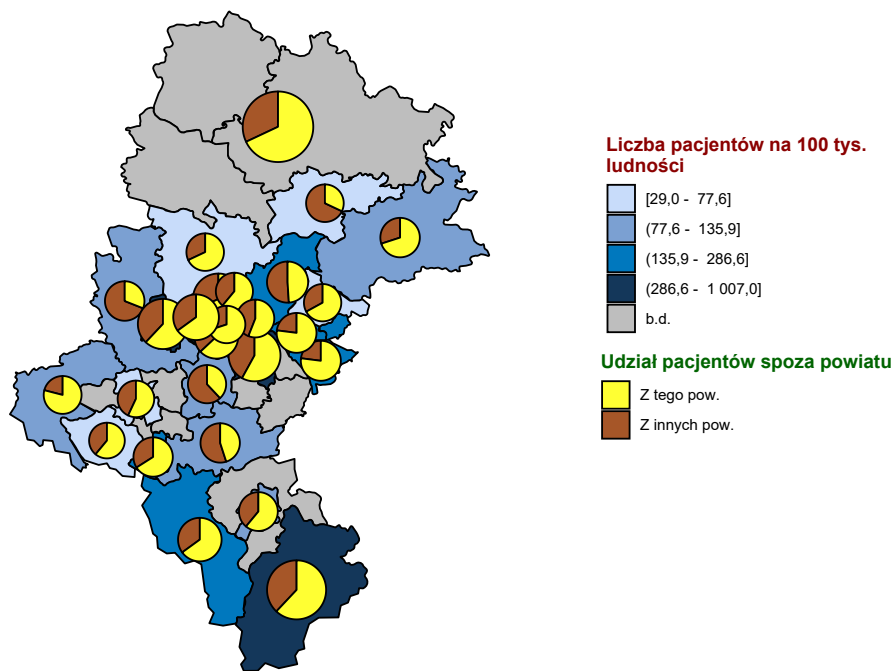 Liczba pacjentów na 100 tys.
ludności
[29,0 - 77,6]
(77,6 - 135,9]
(135,9 - 286,6]
(286,6 - 1 007,0]
b.d.
Udział pacjentów spoza powiatu
Z tego pow.
Z innych pow.